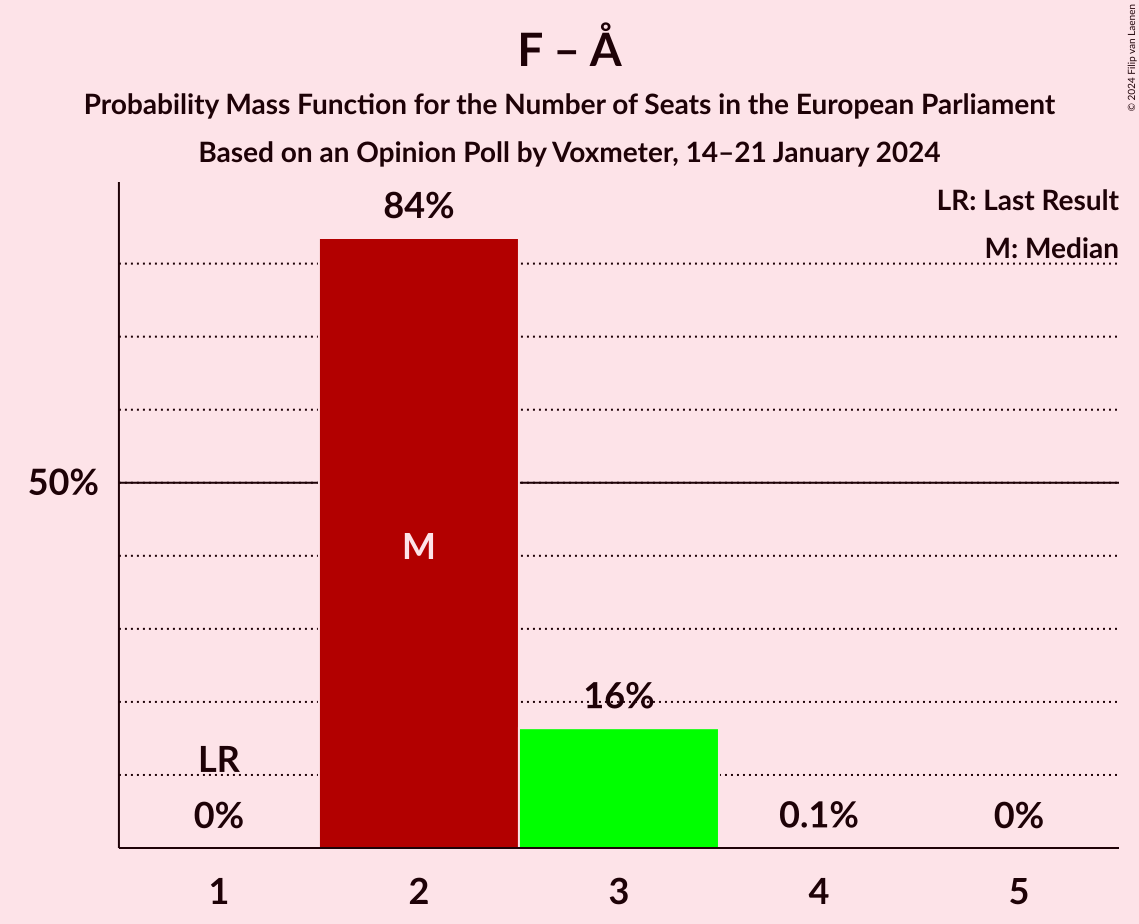 F – Å
Probability Mass Function for the Number of Seats in the European Parliament
Based on an Opinion Poll by Voxmeter, 14–21 January 2024
© 2024 Filip van Laenen
LR: Last Result
M: Median
84%
50%
M
16%
LR
0%
0.1%
0%
1 2 3 4 5